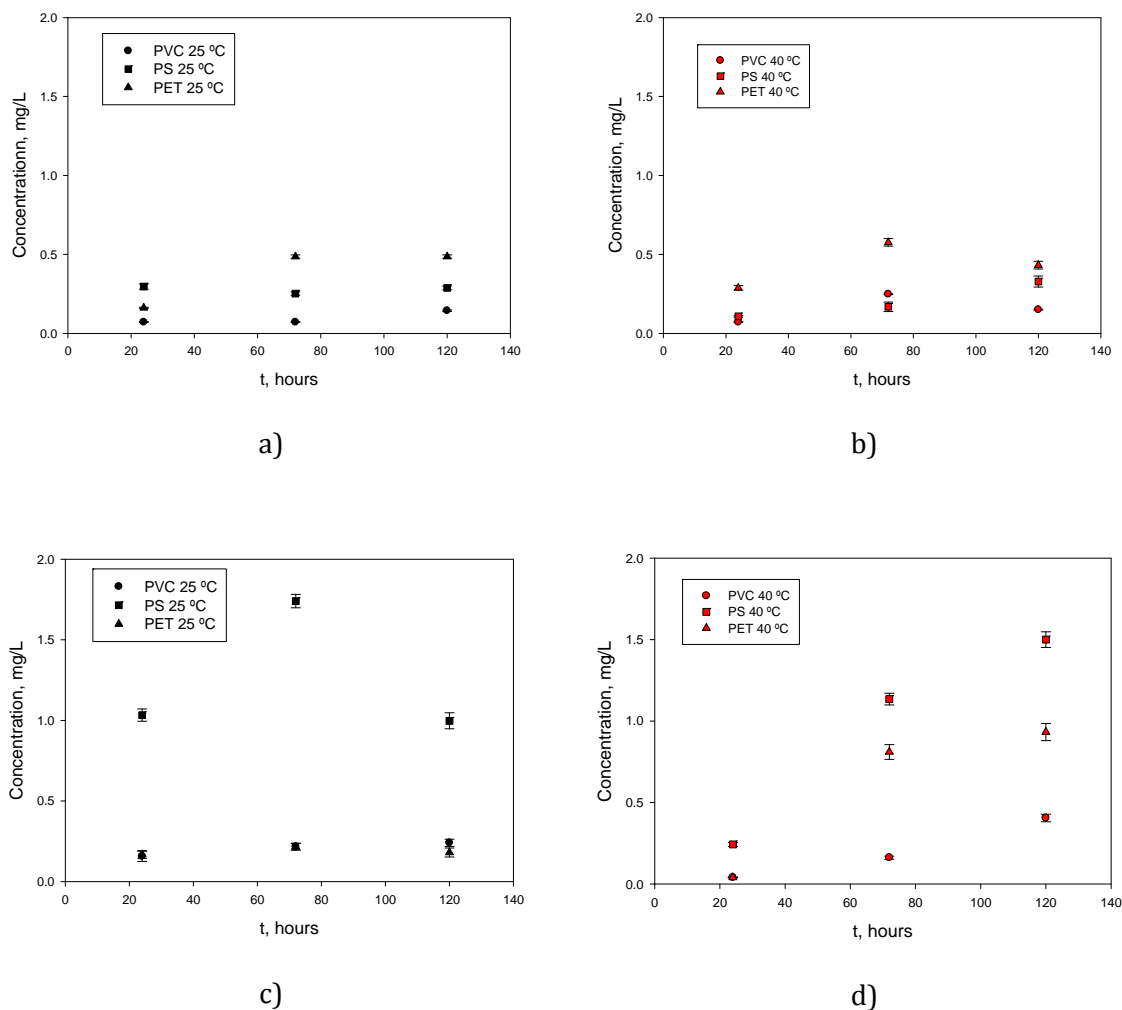 2.0
1.5
1.0
0.5
0.0
Concentrationn, mg/L
PVC 25 ºC
PS 25 ºC
PET 25 ºC
0 20 40 60 80 100 120 140
t, hours
a)
2.0
1.5
1.0
0.5
0.0
Concentration, mg/L
PVC 40 ºC
PS 40 ºC
PET 40 ºC
0 20 40 60 80 100 120 140
t, hours
b)
2.0
1.5
1.0
0.5
0.0
Concentration, mg/L
PVC 25 ºC
PS 25 ºC
PET 25 ºC
0 20 40 60 80 100 120 140
t, hours
c)
2.0
1.5
1.0
0.5
0.0
Concentration, mg/L
PVC 40 ºC
PS 40 ºC
PET 40 ºC
0 20 40 60 80 100 120 140
t, hours
d)